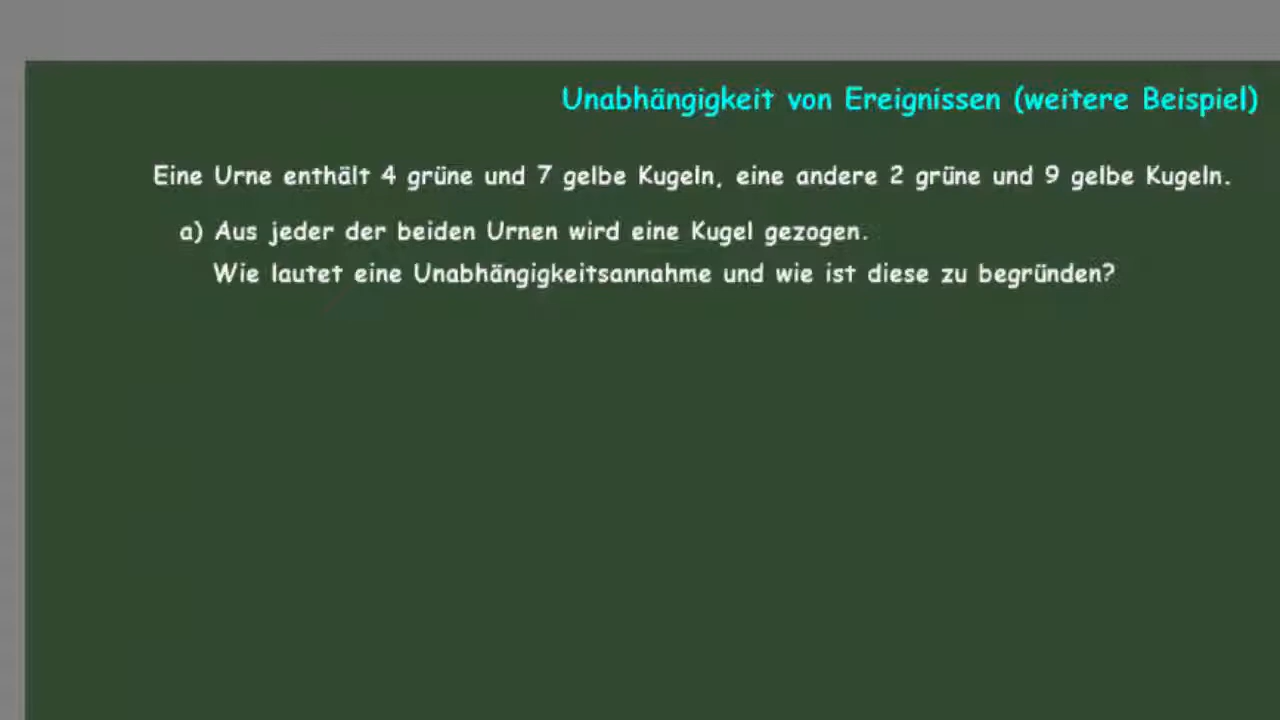 Unabhängigkeit von Ereignissen (weitere Beispiel)
Eine Urne enthält 4 grüne und 7 gelbe Kugeln, eine andere 2 grüne und 9 gelbe Kugeln.
a) Aus jeder der beiden Urnen wird eine Kugel gezogen.
Wie lautet eine Unabhängigkeitsannahme und wie ist diese zu begründen?